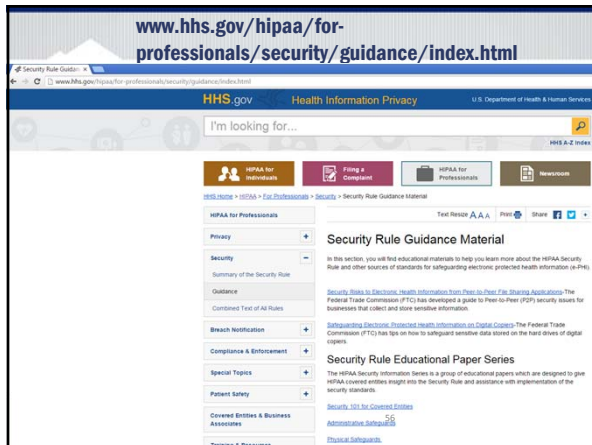 www.hhs.gov/hipaa/for-
professionals/security/guidance/index.html
Security Rule Guidan
www.hhs.gov/hipaa/for-professionals/security/guidance/index.html
HHS.gov
Health Information Privacy
U.S. Department of Health & Human Services
I'm looking for...
HHS A-Z Index
HIPAA for
Individuals
Filing a
Complaint
HIPAA for
Professionals
Newsroom
HHS Home > HIPAA > For Professionals > Security > Security Rule Guidance Material
HIPAA for Professionals
Privacy +
Security –
Summary of the Security Rule
Guidance
Combined Text of All Rules
Breach Notification +
Compliance & Enforcement +
Special Topics +
Patient Safety +
Covered Entities & Business
Associates +
Training & Resources
Text Resize A A A Print Share +
Security Rule Guidance Material
In this section, you will find educational materials to help you learn more about the HIPAA Security
Rule and other sources of standards for safeguarding electronic protected health information (e-PHI).
Security Risks to Electronic Health Information from Peer-to-Peer File Sharing Applications-The
Federal Trade Commission (FTC) has developed a guide to Peer-to-Peer (P2P) security issues for
businesses that collect and store sensitive information.
Safeguarding Electronic Protected Health Information on Digital Copiers-The Federal Trade
Commission (FTC) has tips on how to safeguard sensitive data stored on the hard drives of digital
copiers.
Security Rule Educational Paper Series
The HIPAA Security Information Series is a group of educational papers which are designed to give
HIPAA covered entities insight into the Security Rule and assistance with implementation of the
security standards.
Security 101 for Covered Entities
56
Administrative Safeguards
Physical Safeguards